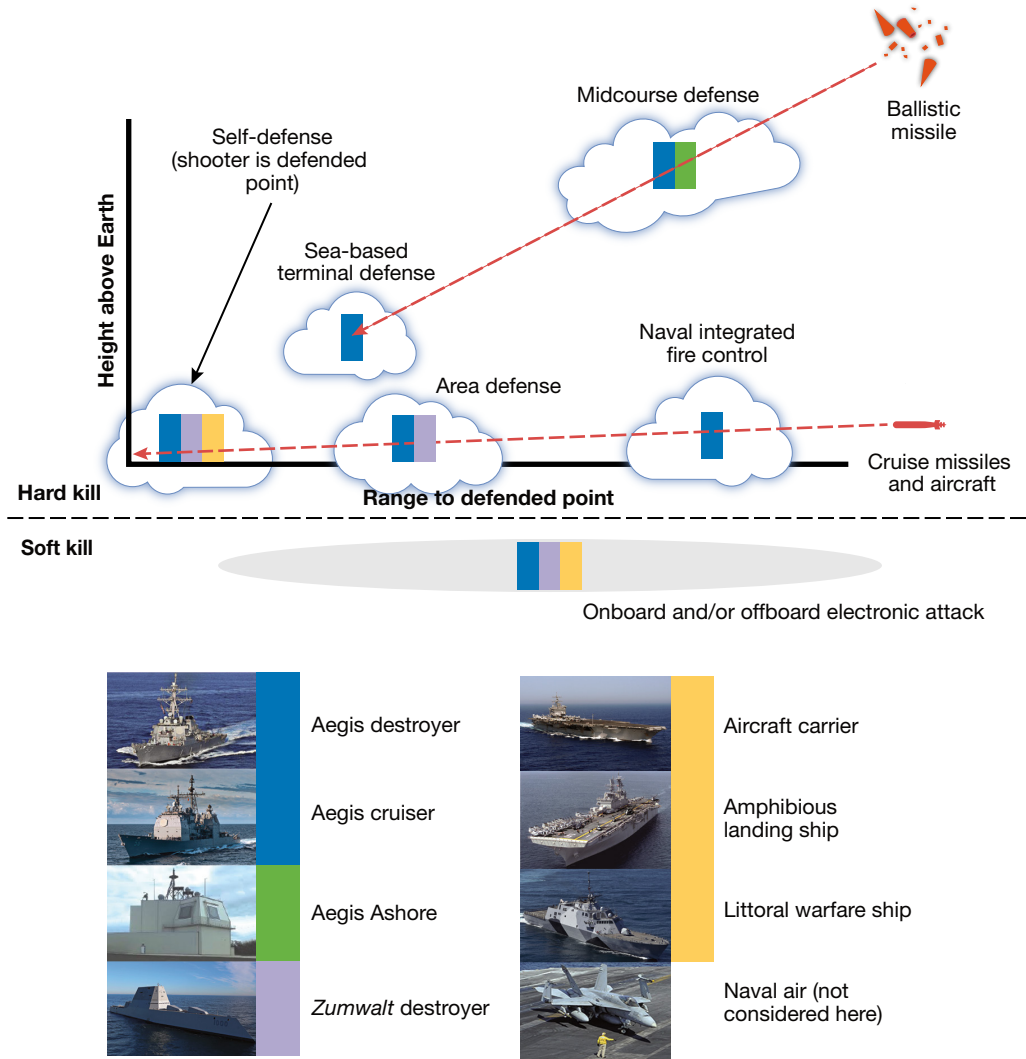 Midcourse defense
Ballistic
missile
Self-defense
(shooter is defended
point)
Height above Earth
Sea-based
terminal defense
Naval integrated
fire control
Area defense
Cruise missiles
and aircraft
Hard kill
Range to defended point
Soft kill
Onboard and/or offboard electronic attack
Aegis destroyer
Aegis cruiser
Aegis Ashore
Zumwalt destroyer
Aircraft carrier
Amphibious
landing ship
Littoral warfare ship
Naval air (not
considered here)